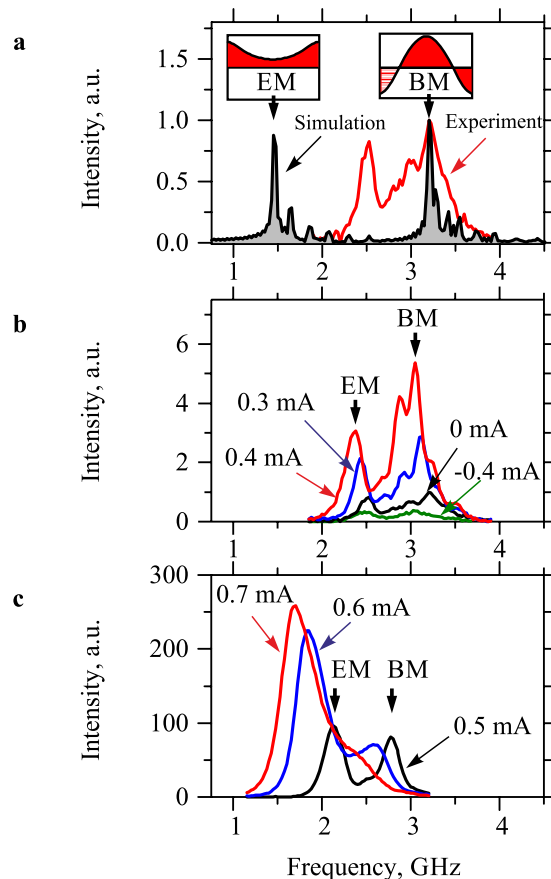 a
EM
BM
Simulation
Experiment
Intensity, a.u.
1.5
1.0
0.5
0.0
1 2 3 4
b
BM
EM
0.3 mA
0 mA
0.4 mA
-0.4 mA
Intensity, a.u.
6
4
2
0
1 2 3 4
c
0.7 mA
0.6 mA
EM BM
0.5 mA
Intensity, a.u.
300
200
100
0
1 2 3 4
Frequency, GHz